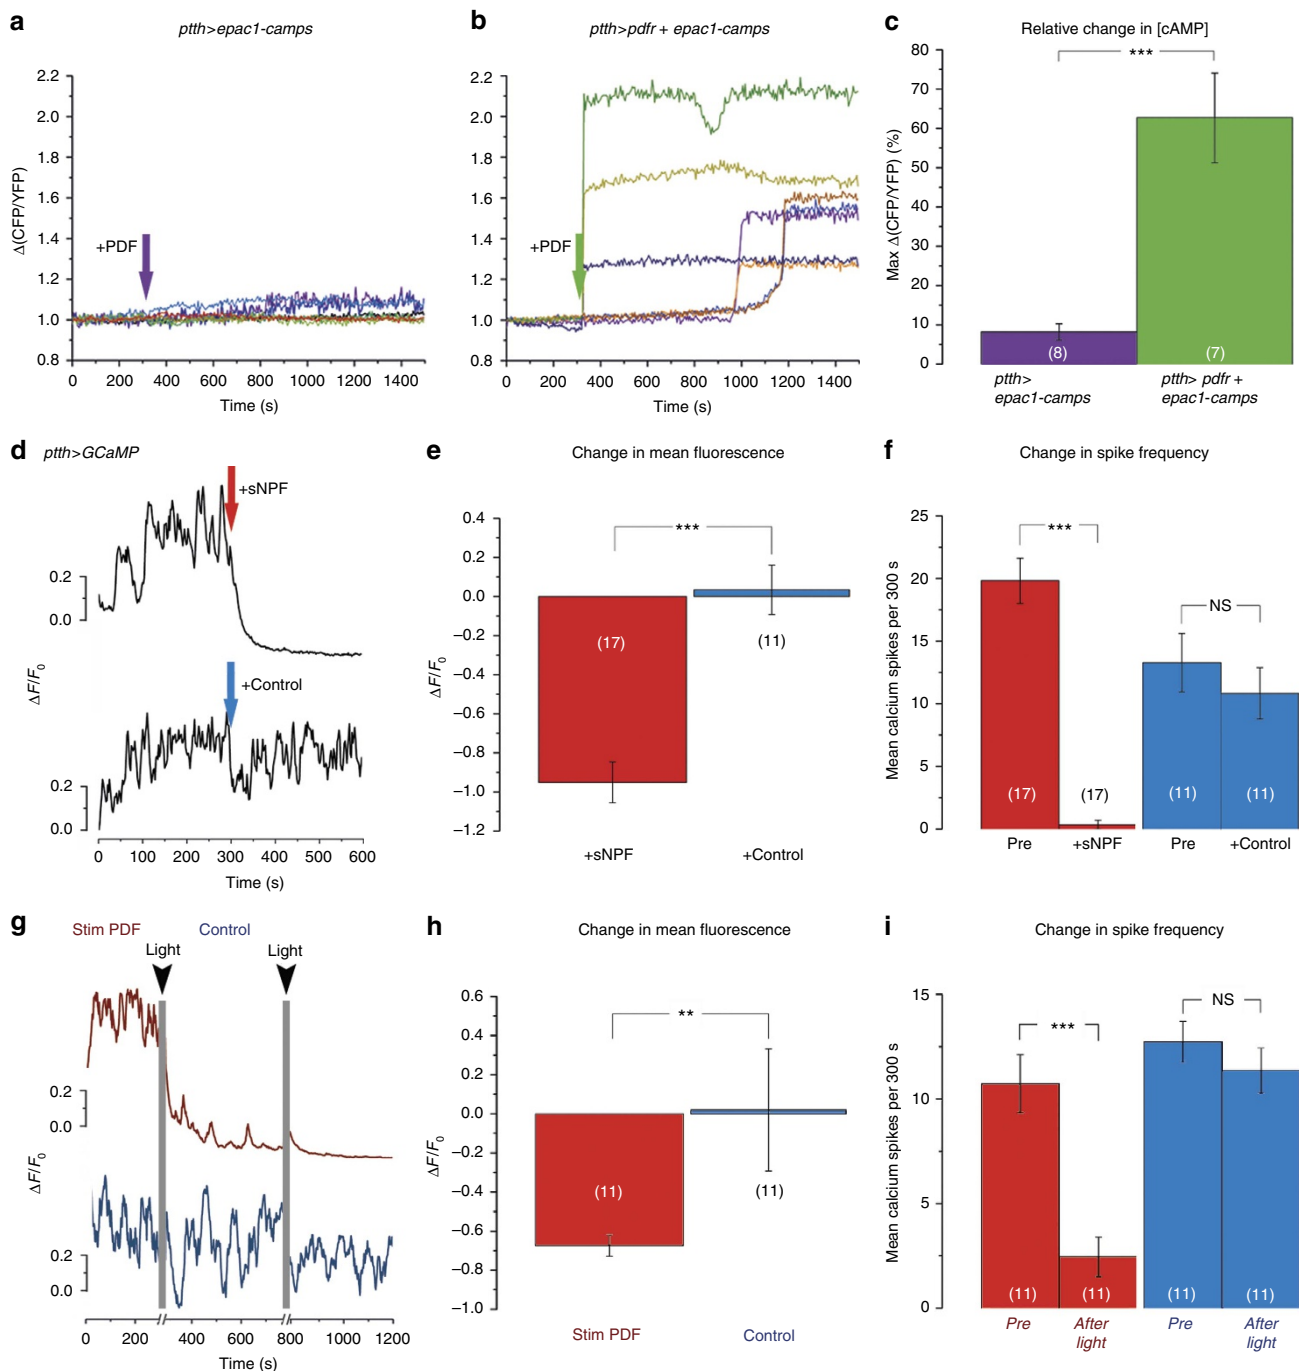 a
ptth>epac1-camps
2.2
2.0
1.8
1.6
1.4
1.2
1.0
0.8
Δ(CFP/YFP)
+PDF
0 200 400 600 800 1000 1200 1400
Time (s)
b
ptth>pdfr + epac1-camps
2.2
2.0
1.8
1.6
1.4
1.2
1.0
0.8
+PDF
0 200 400 600 800 1000 1200 1400
Time (s)
c
Relative change in [cAMP]
***
80
70
60
50
40
30
20
10
0
Max Δ(CFP/YFP) (%)
(8)
(7)
ptth>
epac1-camps
ptth> pdfr +
epac1-camps
d
ptth>GCaMP
+sNPF
0.2
0.0
+Control
ΔF/F0
0.2
0.0
0 100 200 300 400 500 600
Time (s)
e
Change in mean fluorescence
***
0.4
0.2
0.0
−0.2
−0.4
−0.6
−0.8
−1.0
−1.2
ΔF/F0
(17)
(11)
+sNPF
+Control
f
Change in spike frequency
***
NS
25
20
15
10
5
0
Mean calcium spikes per 300 s
(17)
(17)
(11)
(11)
Pre
+sNPF
Pre
+Control
g
Stim PDF
Control
Light
Light
0.2
0.0
ΔF/F0
0.2
0.0
0 200 400 600 800 1000 1200
Time (s)
h
Change in mean fluorescence
**
0.6
0.4
0.2
0.0
−0.2
−0.4
−0.6
−0.8
−1.0
ΔF/F0
(11)
(11)
Stim PDF
Control
i
Change in spike frequency
***
NS
15
10
5
0
Mean calcium spikes per 300 s
(11)
(11)
(11)
(11)
Pre
After
light
Pre
After
light